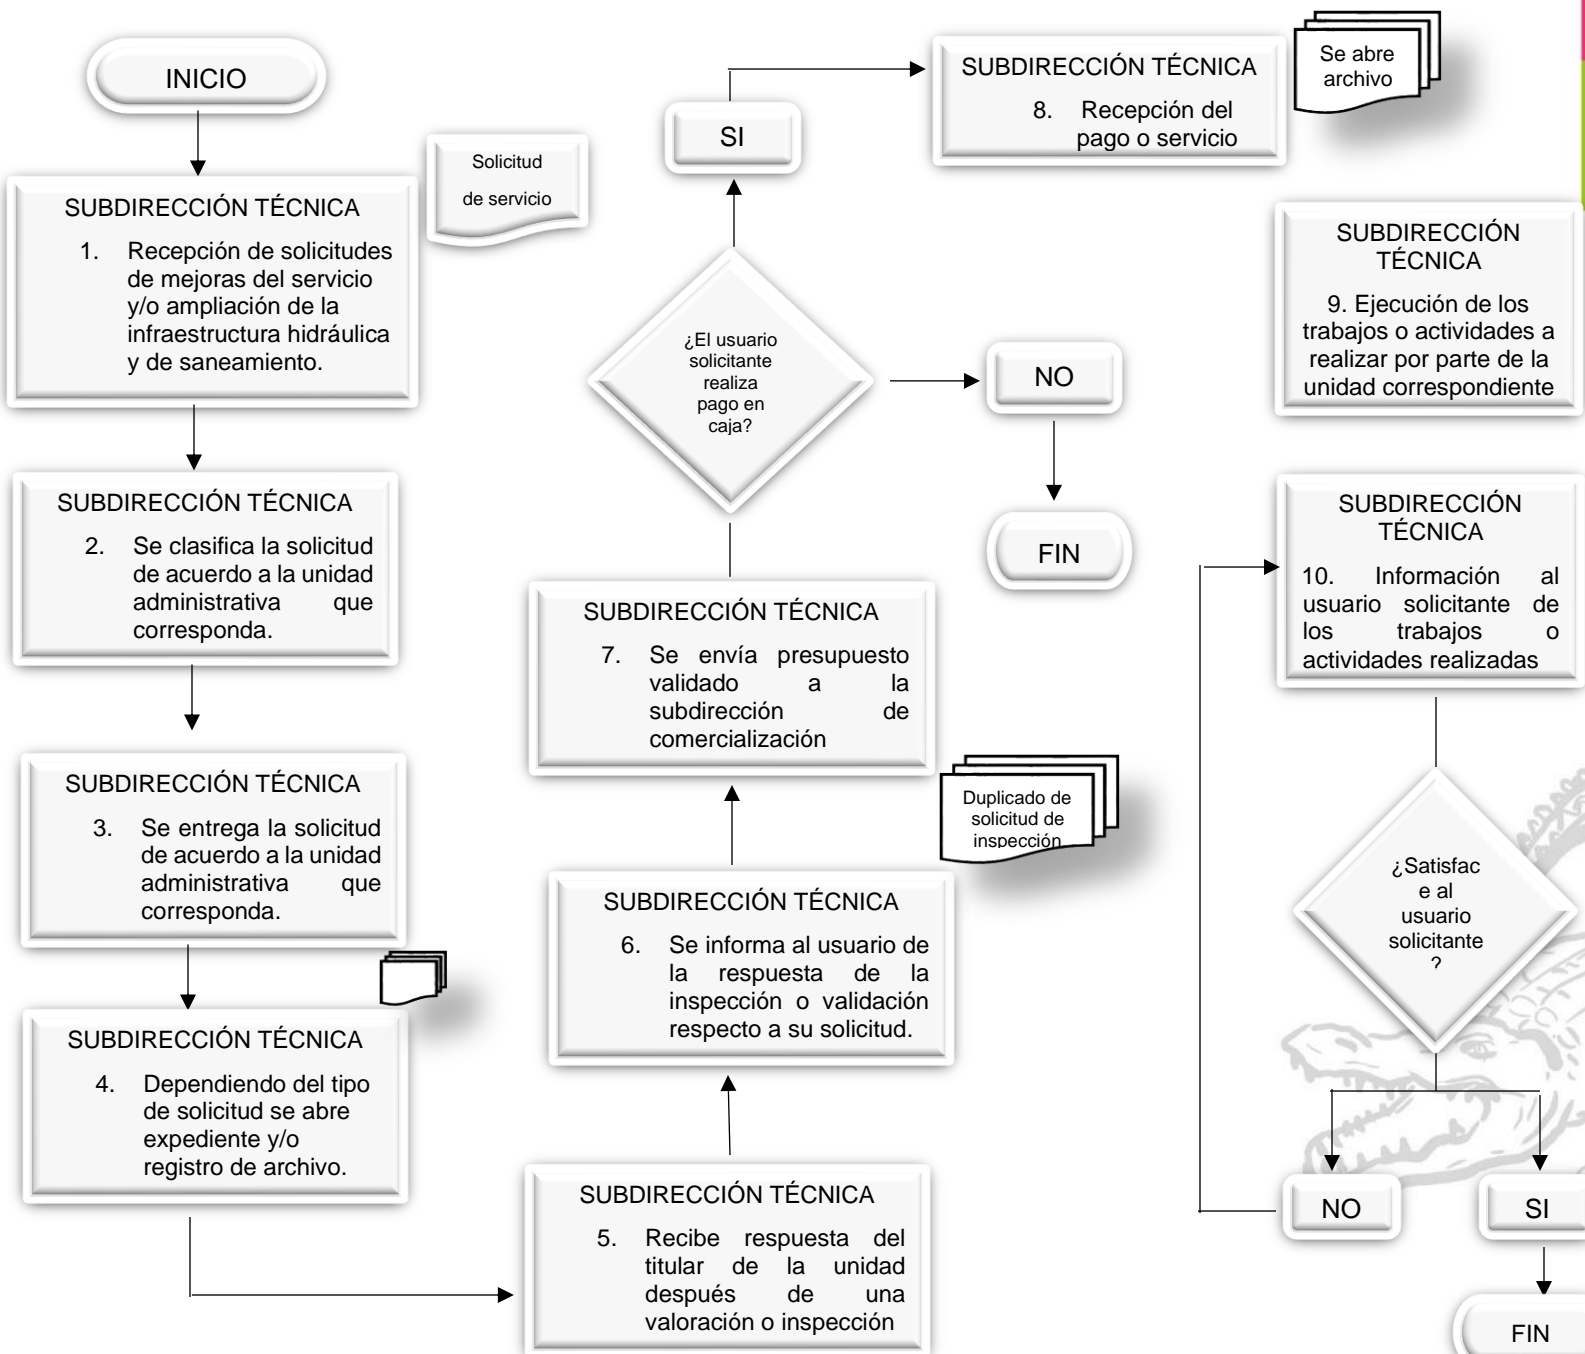 INICIO
Solicitud
de servicio
SUBDIRECCIÓN TÉCNICA
1. Recepción de solicitudes
de mejoras del servicio
y/o ampliación de la
infraestructura hidráulica
y de saneamiento.
SUBDIRECCIÓN TÉCNICA
2. Se clasifica la solicitud
de acuerdo a la unidad
administrativa que
corresponda.
SUBDIRECCIÓN TÉCNICA
3. Se entrega la solicitud
de acuerdo a la unidad
administrativa que
corresponda.
SUBDIRECCIÓN TÉCNICA
4. Dependiendo del tipo
de solicitud se abre
expediente y/o
registro de archivo.
SUBDIRECCIÓN TÉCNICA
5. Recibe respuesta del
titular de la unidad
después de una
valoración o inspección
SUBDIRECCIÓN TÉCNICA
6. Se informa al usuario de
la respuesta de la
inspección o validación
respecto a su solicitud.
Duplicado de
solicitud de
inspección
SUBDIRECCIÓN TÉCNICA
7. Se envía presupuesto
validado a la
subdirección de
comercialización
¿El usuario
solicitante
realiza
pago en
caja?
NO
FIN
SI
SUBDIRECCIÓN TÉCNICA
8. Recepción del
pago o servicio
Se abre
archivo
SUBDIRECCIÓN
TÉCNICA
9. Ejecución de los
trabajos o actividades a
realizar por parte de la
unidad correspondiente
SUBDIRECCIÓN
TÉCNICA
10. Información al
usuario solicitante de
los trabajos o
actividades realizadas
¿Satisfac
e al
usuario
solicitante
?
NO
SI
FIN